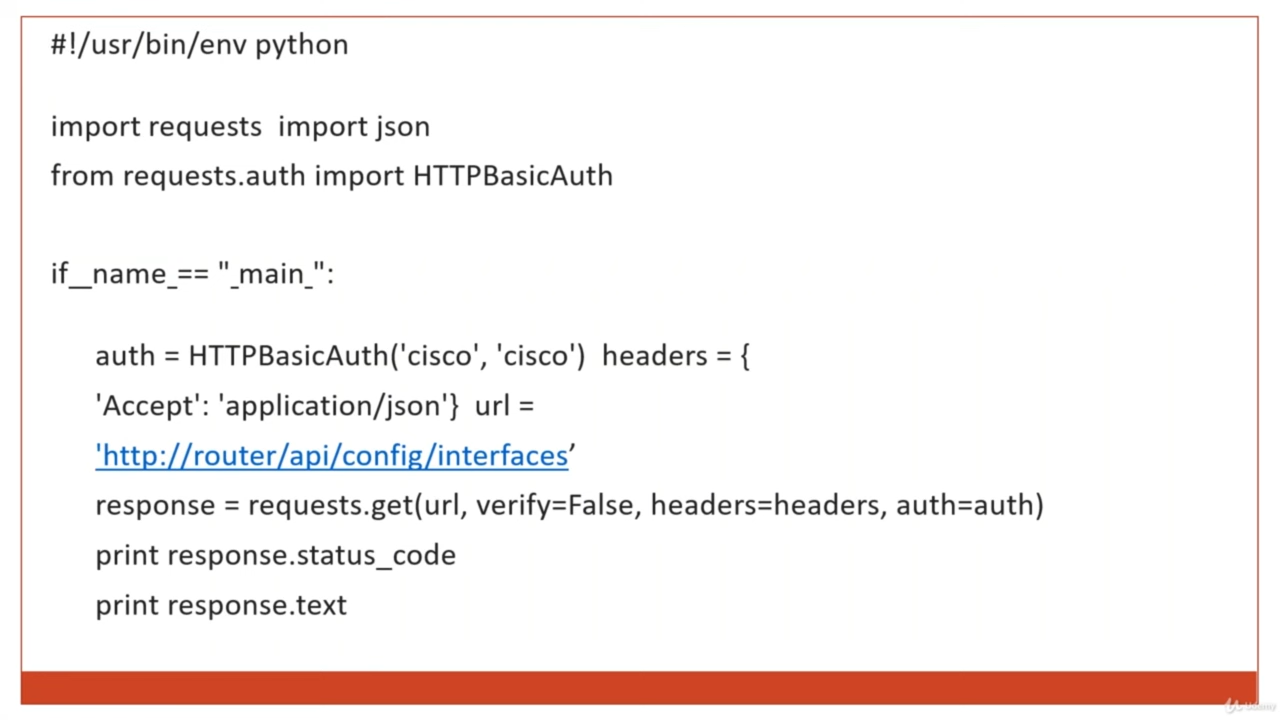 #!/usr/bin/env python
import requests  import json
from requests.auth import HTTPBasicAuth
if__name_== "_main_":
auth = HTTPBasicAuth('cisco', 'cisco')  headers = {
'Accept': 'application/json'}  url =
'http://router/api/config/interfaces’
response = requests.get(url, verify=False, headers=headers, auth=auth)
print response.status_code
print response.text
Udemy